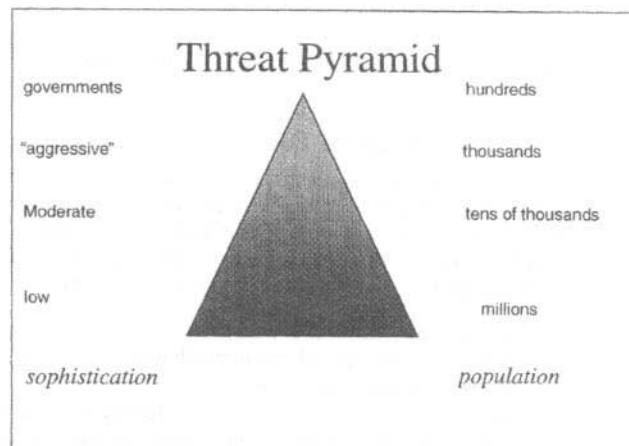 Threat Pyramid
governments hundreds
"aggressive" thousands
Moderate tens of thousands
low millions
sophistication population